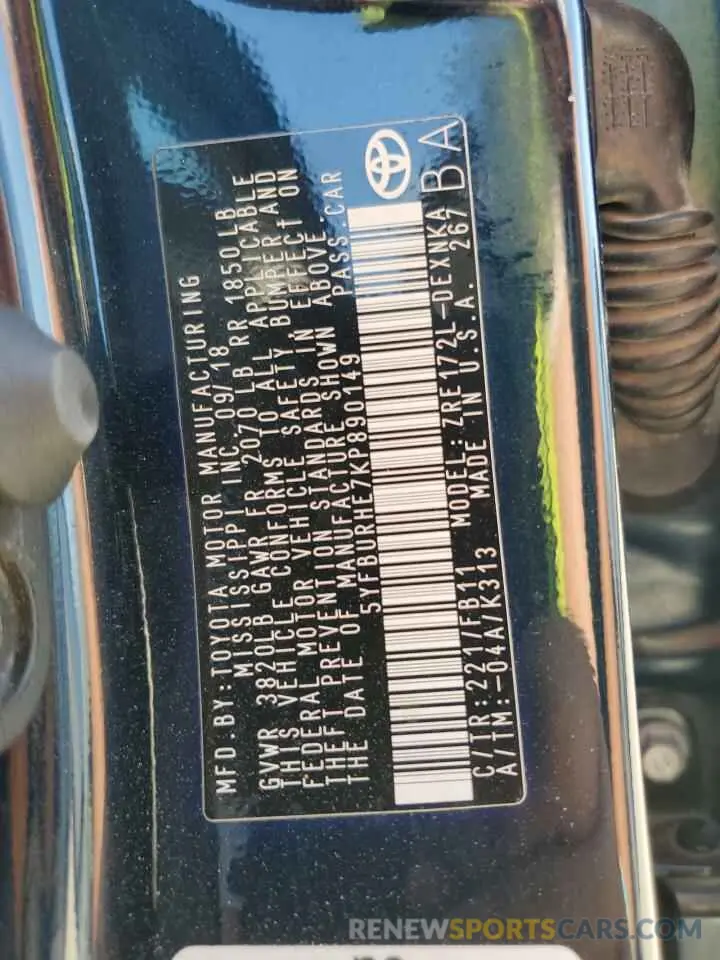 MFD.BY:TOYOTA MOTOR MANUFACTURING
MISSISSIPPI INC. 09/18
GVWR 3820LB GAWR FR 2070LB RR 1850LB
THIS VEHICLE CONFORMS TO ALL APPLICABLE
FEDERAL MOTOR VEHICLE SAFETY, BUMPER AND
THEFT PREVENTION STANDARDS IN EFFECT ON
THE DATE OF MANUFACTURE SHOWN ABOVE.
5YFBURHE7KP890149 PASS.CAR
C/TR:221/FB11 MODEL:ZRE172L-DEXNKA
A/TM:-04A/K313 MADE IN U.S.A. 267
BA
RENEWSPORTSCARS.COM